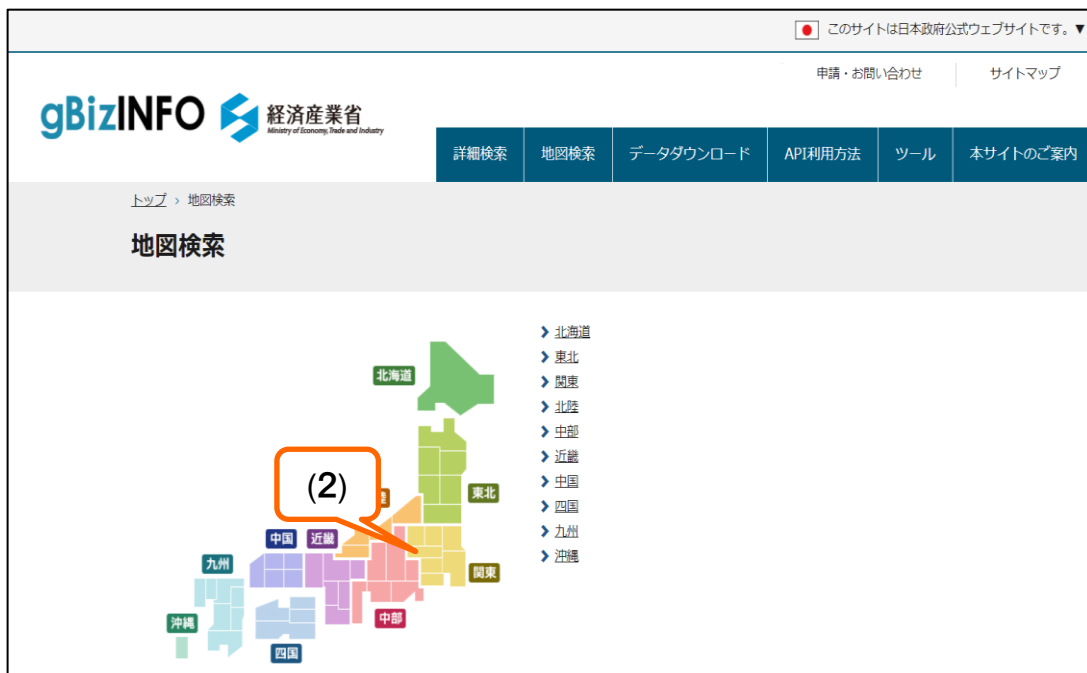 このサイトは日本政府公式ウェブサイトです。▼
申請・お問い合わせ サイトマップ
gBizINFO 経済産業省
Ministry of Economy, Trade and Industry
詳細検索 地図検索 データダウンロード API利用方法 ツール 本サイトのご案内
トップ › 地図検索
地図検索
北海道
東北
関東
北陸
中部
近畿
中国
四国
九州
沖縄
北海道
(2)
東北
中国 近畿
九州
関東
沖縄
中部
四国